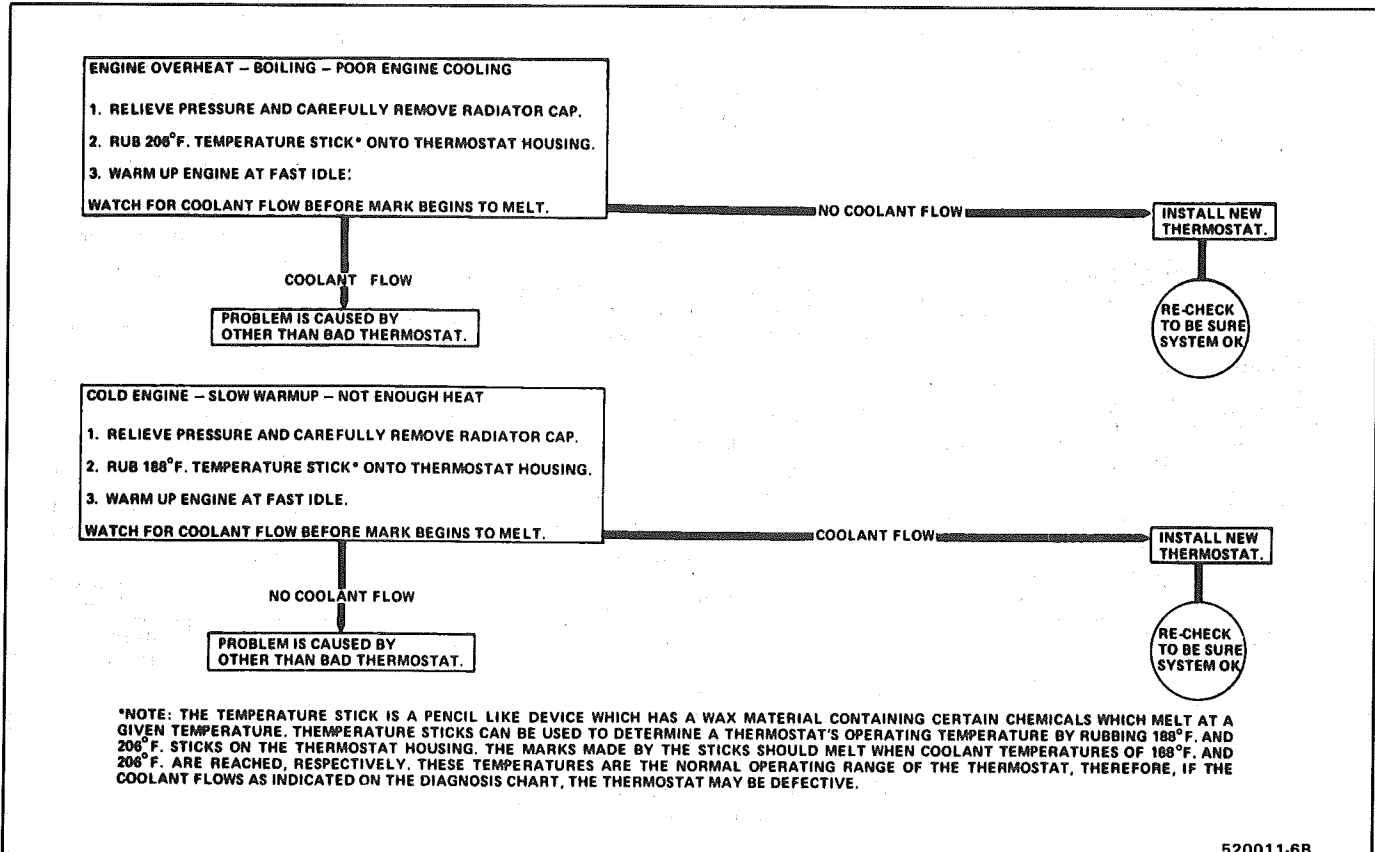 ENGINE OVERHEAT – BOILING – POOR ENGINE COOLING
1. RELIEVE PRESSURE AND CAREFULLY REMOVE RADIATOR CAP.
2. RUB 206°F. TEMPERATURE STICK* ONTO THERMOSTAT HOUSING.
3. WARM UP ENGINE AT FAST IDLE:
WATCH FOR COOLANT FLOW BEFORE MARK BEGINS TO MELT.
NO COOLANT FLOW
INSTALL NEW
THERMOSTAT.
COOLANT FLOW
PROBLEM IS CAUSED BY
OTHER THAN BAD THERMOSTAT.
RE-CHECK
TO BE SURE
SYSTEM OK
COLD ENGINE – SLOW WARMUP – NOT ENOUGH HEAT
1. RELIEVE PRESSURE AND CAREFULLY REMOVE RADIATOR CAP.
2. RUB 188°F. TEMPERATURE STICK* ONTO THERMOSTAT HOUSING.
3. WARM UP ENGINE AT FAST IDLE.
WATCH FOR COOLANT FLOW BEFORE MARK BEGINS TO MELT.
COOLANT FLOW
INSTALL NEW
THERMOSTAT.
NO COOLANT FLOW
PROBLEM IS CAUSED BY
OTHER THAN BAD THERMOSTAT.
RE-CHECK
TO BE SURE
SYSTEM OK
*NOTE: THE TEMPERATURE STICK IS A PENCIL LIKE DEVICE WHICH HAS A WAX MATERIAL CONTAINING CERTAIN CHEMICALS WHICH MELT AT A
GIVEN TEMPERATURE. THEMPERATURE STICKS CAN BE USED TO DETERMINE A THERMOSTAT'S OPERATING TEMPERATURE BY RUBBING 188°F. AND
206°F. STICKS ON THE THERMOSTAT HOUSING. THE MARKS MADE BY THE STICKS SHOULD MELT WHEN COOLANT TEMPERATURES OF 188°F. AND
206°F. ARE REACHED, RESPECTIVELY. THESE TEMPERATURES ARE THE NORMAL OPERATING RANGE OF THE THERMOSTAT, THEREFORE, IF THE
COOLANT FLOWS AS INDICATED ON THE DIAGNOSIS CHART, THE THERMOSTAT MAY BE DEFECTIVE.
520011-6B